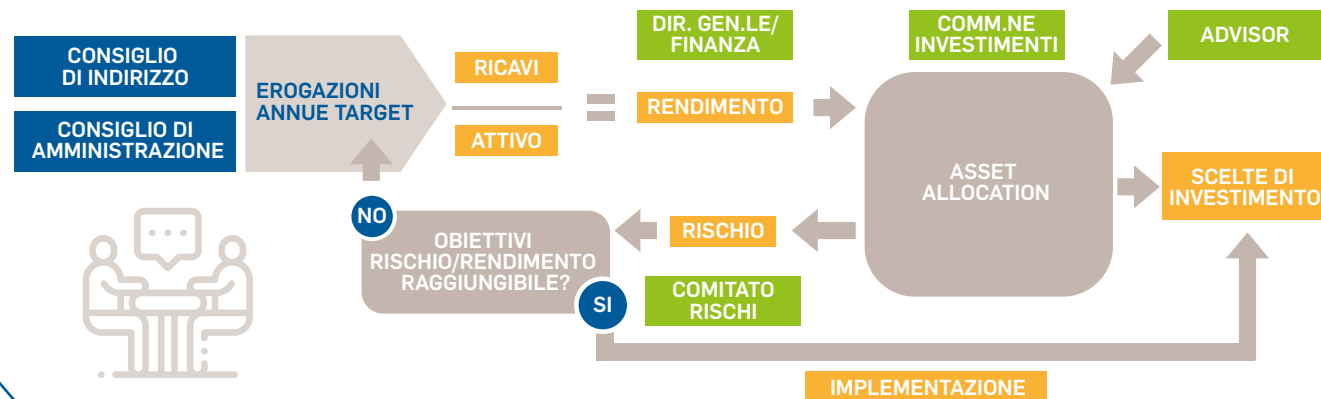 CONSIGLIO
DI INDIRIZZO
CONSIGLIO DI
AMMINISTRAZIONE
EROGAZIONI
ANNUE TARGET
RICAVI
ATTIVO
DIR. GEN.LE/
FINANZA
RENDIMENTO
COMM.NE
INVESTIMENTI
ADVISOR
ASSET
ALLOCATION
SCELTE DI
INVESTIMENTO
RISCHIO
COMITATO
RISCHI
NO
OBIETTIVI
RISCHIO/RENDIMENTO
RAGGIUNGIBILE?
SI
IMPLEMENTAZIONE